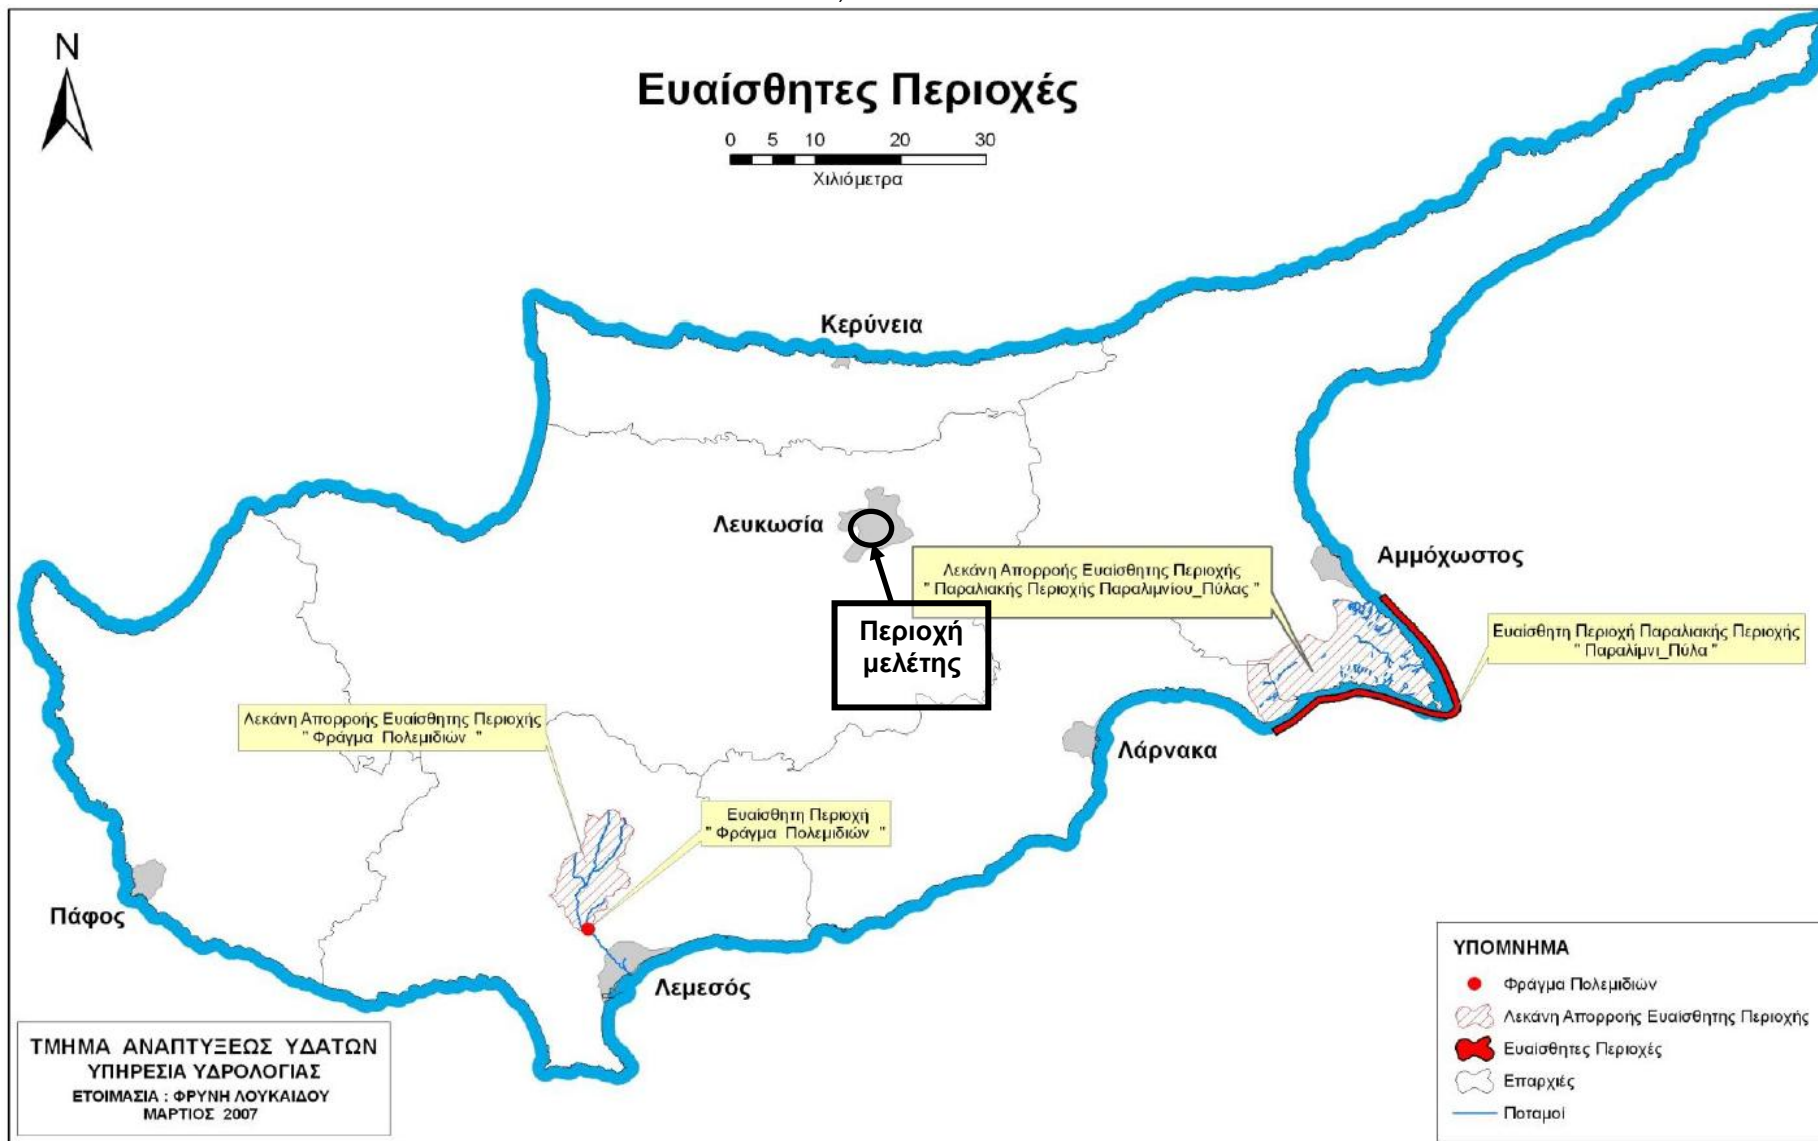 N
Ευαίσθητες Περιοχές
0 5 10 20 30
Χιλιόμετρα
Κερύνεια
Λευκωσία
Αμμόχωστος
Λεκάνη Απορροής Ευαίσθητης Περιοχής
" Παραλιακής Περιοχής Παραλιμνίου_Πύλας "
Περιοχή
μελέτης
Ευαίσθητη Περιοχή Παραλιακής Περιοχής
" Παραλίμνι_Πύλα "
Λεκάνη Απορροής Ευαίσθητης Περιοχής
" Φράγμα Πολεμιδιών "
Λάρνακα
Ευαίσθητη Περιοχή
" Φράγμα Πολεμιδιών "
Πάφος
Λεμεσός
ΥΠΟΜΝΗΜΑ
Φράγμα Πολεμιδιών
Λεκάνη Απορροής Ευαίσθητης Περιοχής
Ευαίσθητες Περιοχές
Επαρχιές
Ποταμοί
ΤΜΗΜΑ ΑΝΑΠΤΥΞΕΩΣ ΥΔΑΤΩΝ
ΥΠΗΡΕΣΙΑ ΥΔΡΟΛΟΓΙΑΣ
ΕΤΟΙΜΑΣΙΑ : ΦΡΥΝΗ ΛΟΥΚΑΙΔΟΥ
ΜΑΡΤΙΟΣ 2007